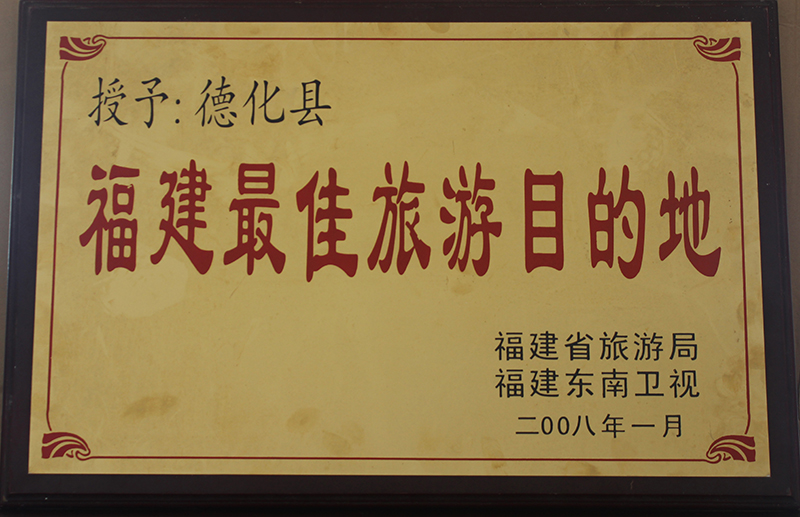 授予:德化县
福建最佳旅游目的地
福建省旅游局
福建东南卫视
二00八年一月